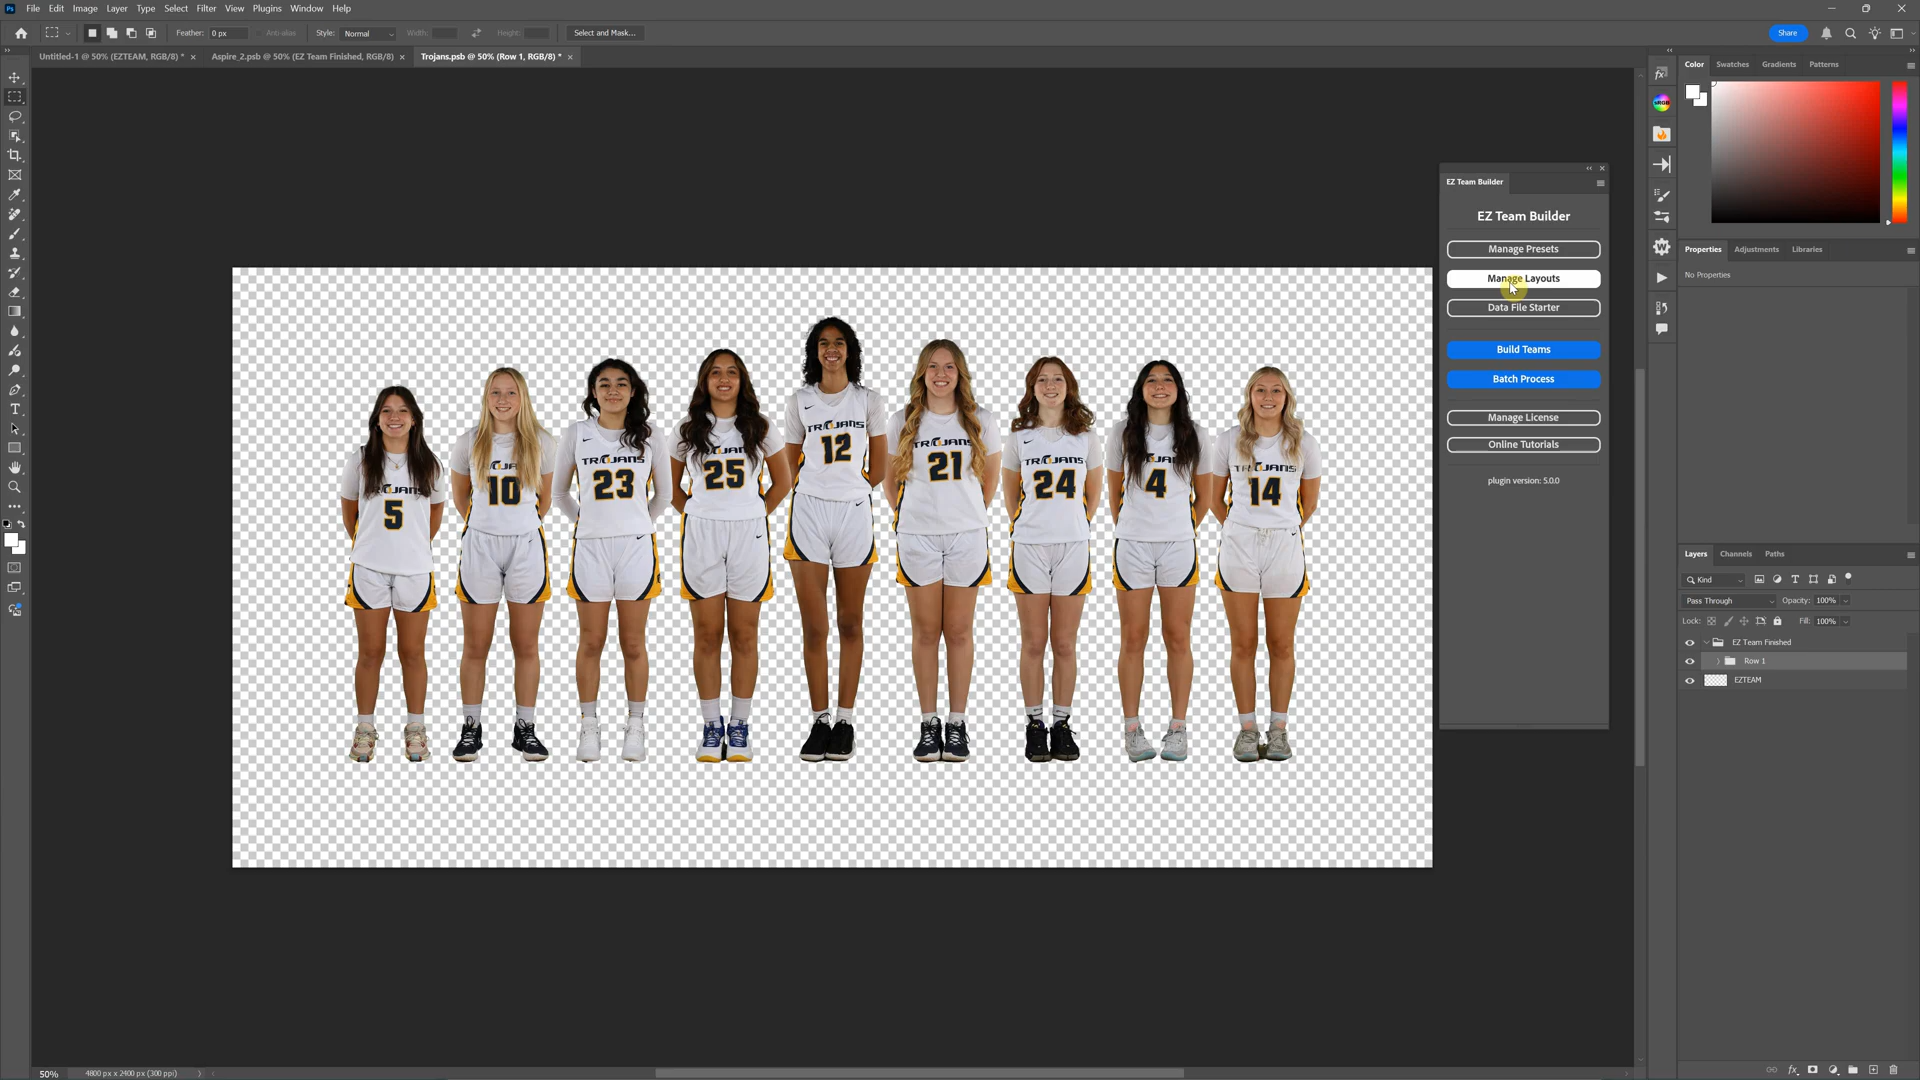 Ps File Edit Image Layer Type Select Filter View Plugins Window Help
Feather: 0 px Anti-alias Style: Normal Width: Height: Select and Mask... Share
Untitled-1 @ 50% (EZTEAM, RGB/8) * × Aspire_2.psb @ 50% (EZ Team Finished, RGB/8) × Trojans.psb @ 50% (Row 1, RGB/8) * ×
Color Swatches Gradients Patterns
sRGB
EZ Team Builder
EZ Team Builder
Manage Presets
Manage Layouts
Data File Starter
Build Teams
Batch Process
Manage License
Online Tutorials
plugin version: 5.0.0
Properties Adjustments Libraries
No Properties
TROJANS
5
10
TROJANS
23
25
TROJANS
12
TROJANS
21
TROJANS
24
4
TROJANS
14
Layers Channels Paths
Kind
Pass Through Opacity: 100%
Lock: Fill: 100%
EZ Team Finished
Row 1
EZTEAM
50% 4800 px x 2400 px (300 ppi)